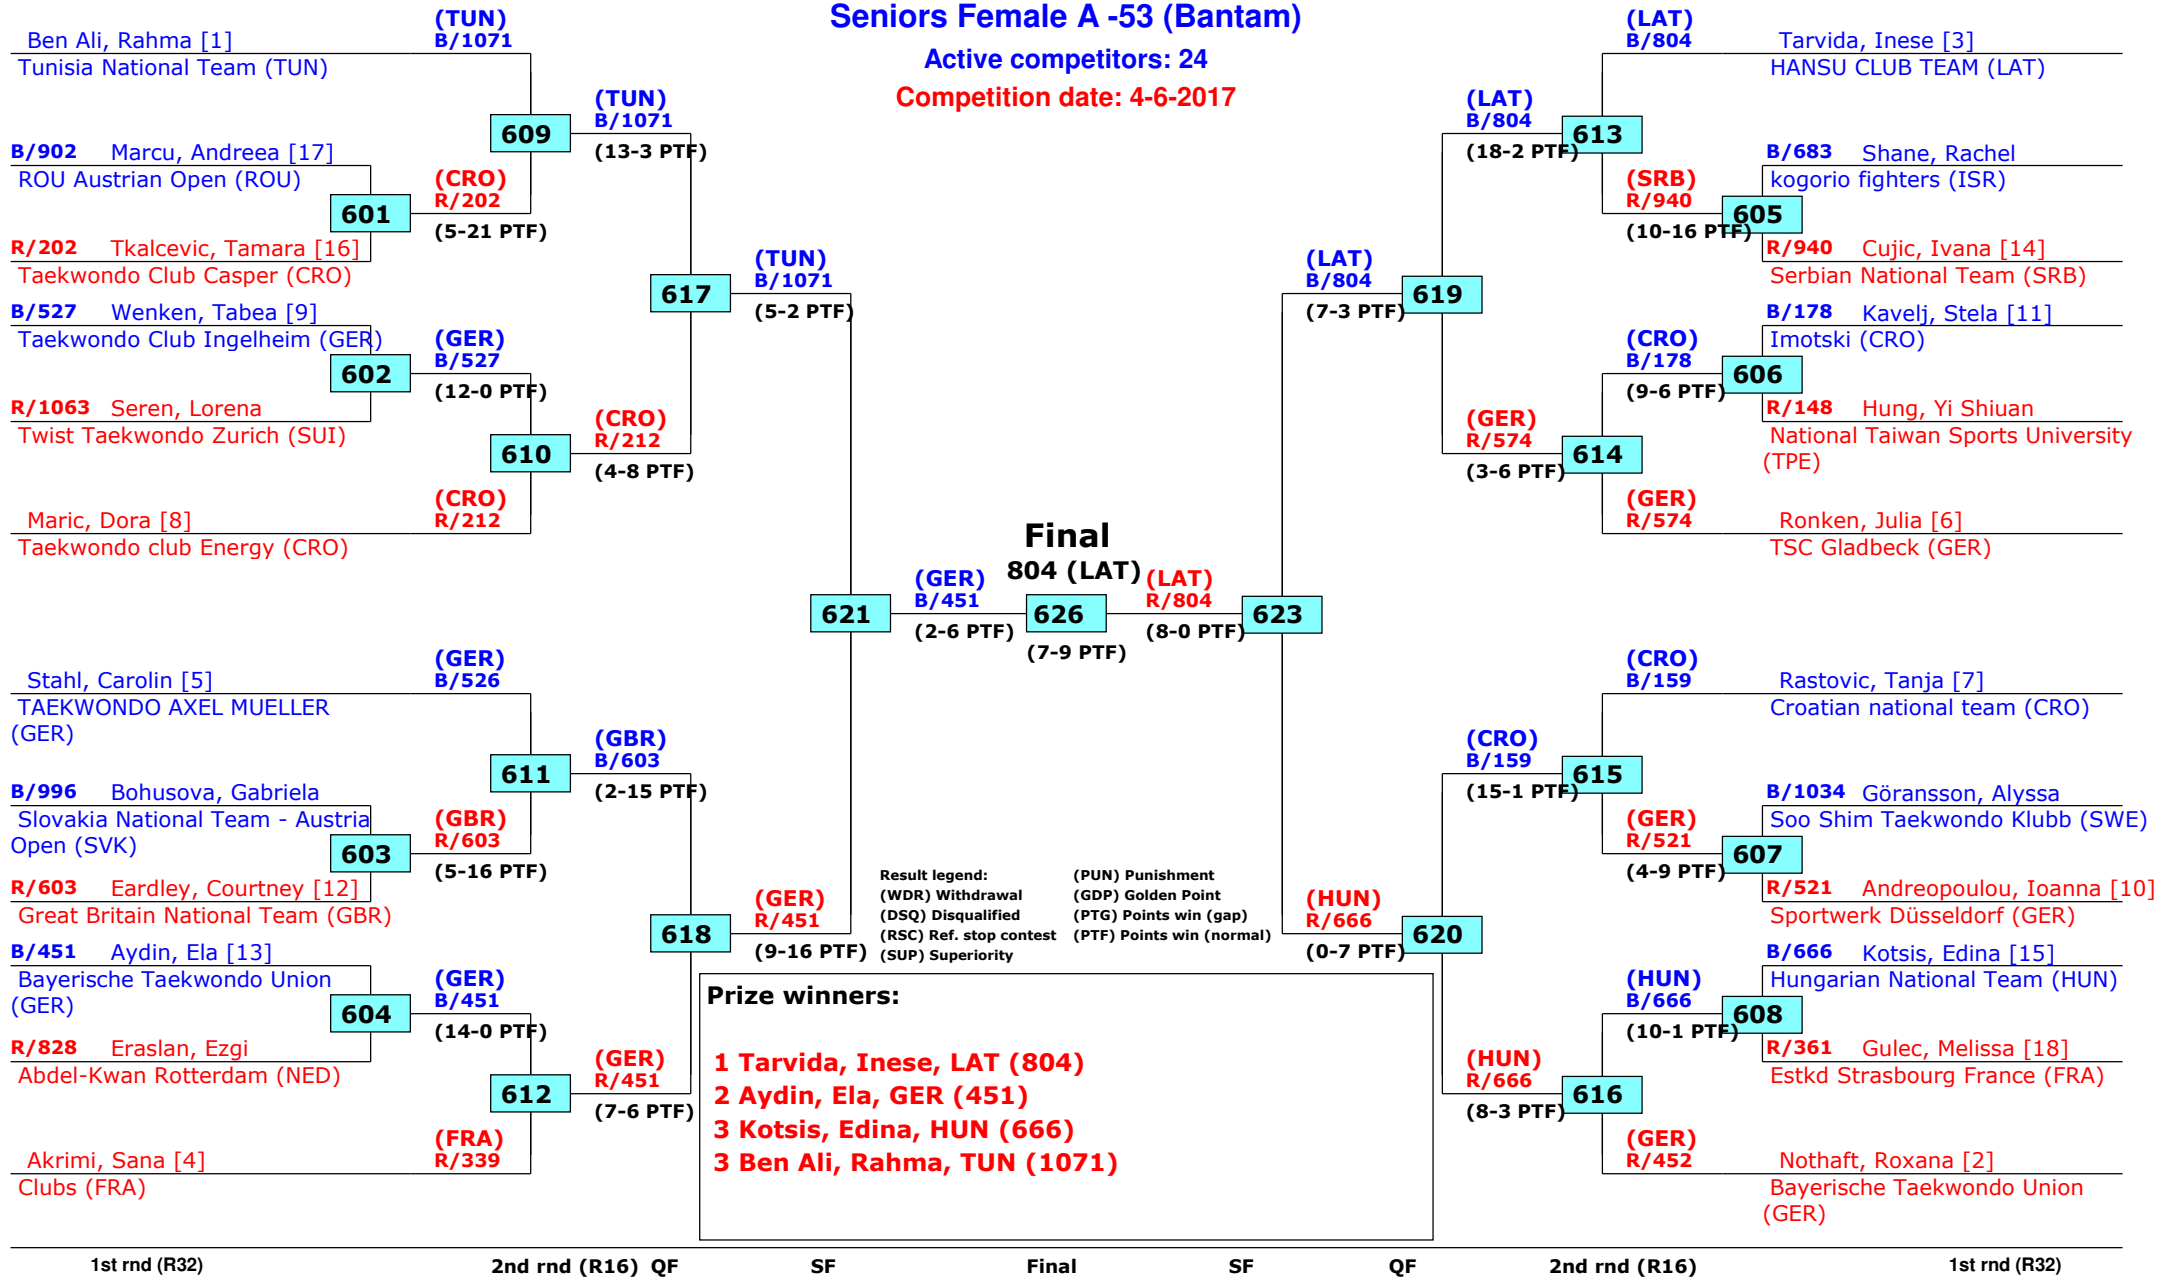 Seniors Female A -53 (Bantam)
Active competitors: 24
Competition date: 4-6-2017
Ben Ali, Rahma [1]
Tunisia National Team (TUN)
(TUN)
B/1071
B/902 Marcu, Andreea [17]
ROU Austrian Open (ROU)
601
R/202 Tkalcevic, Tamara [16]
Taekwondo Club Casper (CRO)
(CRO)
R/202
(5-21 PTF)
609
(TUN)
B/1071
(13-3 PTF)
B/527 Wenken, Tabea [9]
Taekwondo Club Ingelheim (GER)
602
R/1063 Seren, Lorena
Twist Taekwondo Zurich (SUI)
(GER)
B/527
(12-0 PTF)
610
(CRO)
R/212
(4-8 PTF)
Maric, Dora [8]
Taekwondo club Energy (CRO)
(CRO)
R/212
617
(TUN)
B/1071
(5-2 PTF)
Stahl, Carolin [5]
TAEKWONDO AXEL MUELLER
(GER)
(GER)
B/526
B/996 Bohusova, Gabriela
Slovakia National Team - Austria
Open (SVK)
603
R/603 Eardley, Courtney [12]
Great Britain National Team (GBR)
(GBR)
R/603
(5-16 PTF)
611
(GBR)
B/603
(2-15 PTF)
B/451 Aydin, Ela [13]
Bayerische Taekwondo Union
(GER)
604
R/828 Eraslan, Ezgi
Abdel-Kwan Rotterdam (NED)
(GER)
B/451
(14-0 PTF)
612
(GER)
R/451
(7-6 PTF)
Akrimi, Sana [4]
Clubs (FRA)
(FRA)
R/339
618
(GER)
R/451
(9-16 PTF)
621
(GER)
B/451
(2-6 PTF)
Final
804 (LAT)
626
(7-9 PTF)
(LAT)
R/804
(8-0 PTF)
623
(LAT)
B/804
(7-3 PTF)
619
(LAT)
B/804
(18-2 PTF)
613
(LAT)
B/804
Tarvida, Inese [3]
HANSU CLUB TEAM (LAT)
(SRB)
R/940
(10-16 PTF)
605
B/683 Shane, Rachel
kogorio fighters (ISR)
R/940 Cujic, Ivana [14]
Serbian National Team (SRB)
(GER)
R/574
(3-6 PTF)
614
(CRO)
B/178
(9-6 PTF)
606
B/178 Kavelj, Stela [11]
Imotski (CRO)
R/148 Hung, Yi Shiuan
National Taiwan Sports University
(TPE)
(GER)
R/574
Ronken, Julia [6]
TSC Gladbeck (GER)
(HUN)
R/666
(0-7 PTF)
620
(CRO)
B/159
(15-1 PTF)
615
(CRO)
B/159
Rastovic, Tanja [7]
Croatian national team (CRO)
(GER)
R/521
(4-9 PTF)
607
B/1034 Göransson, Alyssa
Soo Shim Taekwondo Klubb (SWE)
R/521 Andreopoulou, Ioanna [10]
Sportwerk Düsseldorf (GER)
(HUN)
R/666
(8-3 PTF)
616
(HUN)
B/666
(10-1 PTF)
608
B/666 Kotsis, Edina [15]
Hungarian National Team (HUN)
R/361 Gulec, Melissa [18]
Estkd Strasbourg France (FRA)
(GER)
R/452
Nothaft, Roxana [2]
Bayerische Taekwondo Union
(GER)
Result legend: (PUN) Punishment
(WDR) Withdrawal (GDP) Golden Point
(DSQ) Disqualified (PTG) Points win (gap)
(RSC) Ref. stop contest (PTF) Points win (normal)
(SUP) Superiority
Prize winners:
1 Tarvida, Inese, LAT (804)
2 Aydin, Ela, GER (451)
3 Kotsis, Edina, HUN (666)
3 Ben Ali, Rahma, TUN (1071)
1st rnd (R32) 2nd rnd (R16) QF SF Final SF QF 2nd rnd (R16) 1st rnd (R32)